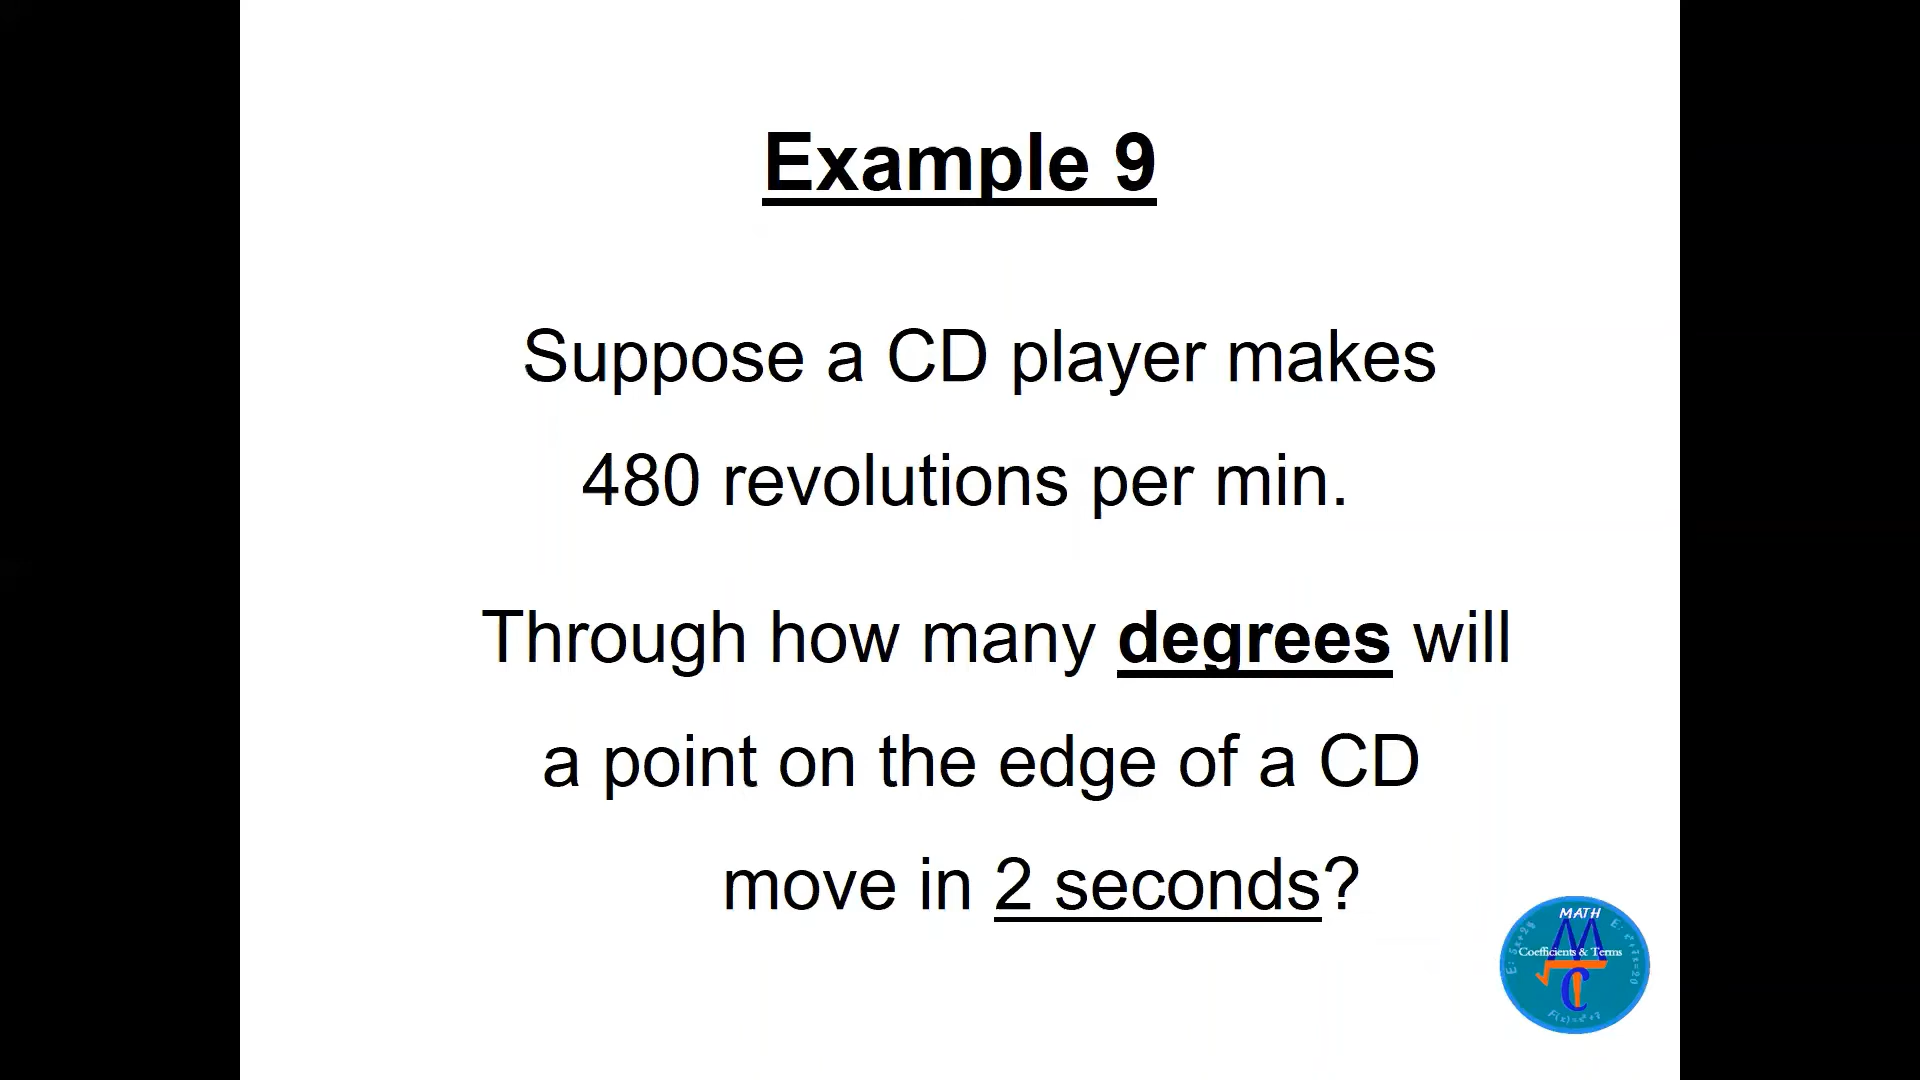 Example 9
Suppose a CD player makes
480 revolutions per min.
Through how many degrees will
a point on the edge of a CD
move in 2 seconds?
MATH
Coefficients & Terms